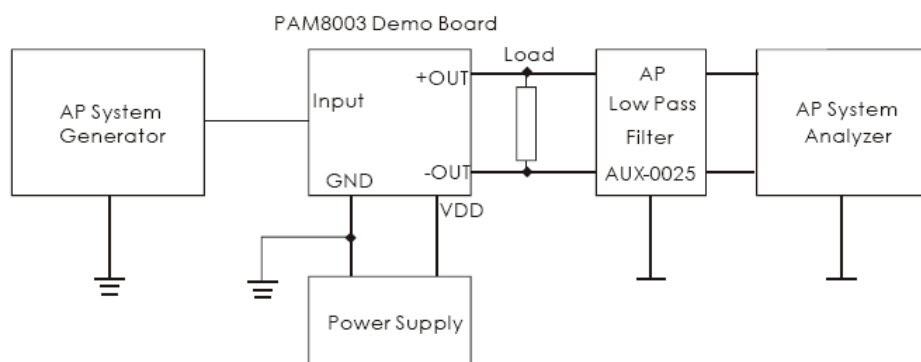 PAM8003 Demo Board
AP System
Generator
Input
+OUT
-OUT
GND
VDD
Load
AP
Low Pass
Filter
AUX-0025
AP System
Analyzer
Power Supply